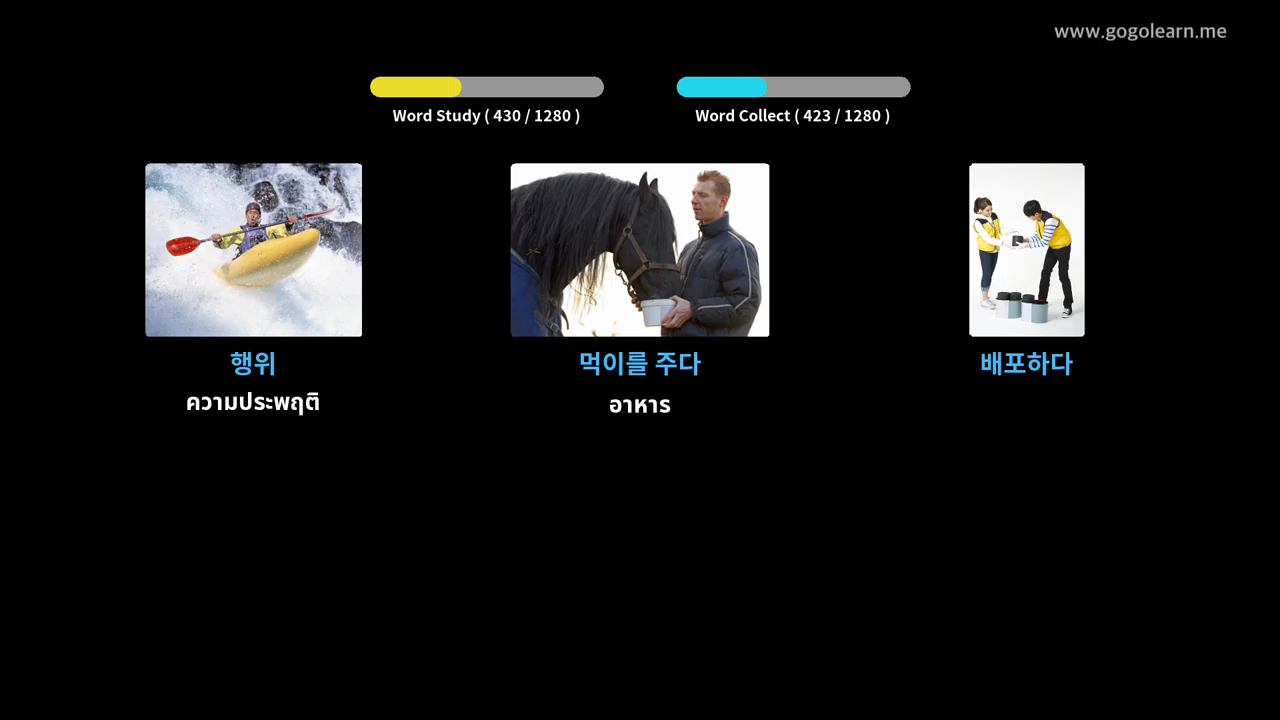 www.gogolearn.me
Word Study ( 430 / 1280 )
Word Collect ( 423 / 1280 )
행위
먹이를 주다
배포하다
ความประพฤติ
อาหาร